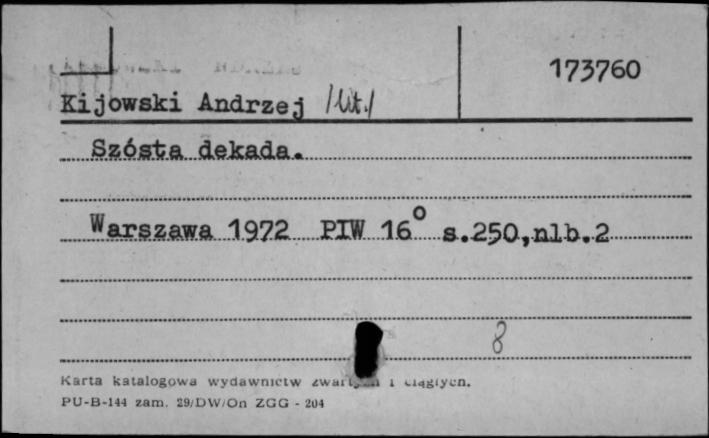 173760
Kijowski Andrzej /lit./
Szósta dekada.
Warszawa 1972 PIW 16° s.250,nlb.2
8
Karta katalogowa wydawnictw zwartych i ciągłych.
PU-B-144 zam. 29/DW/On ZGG - 204